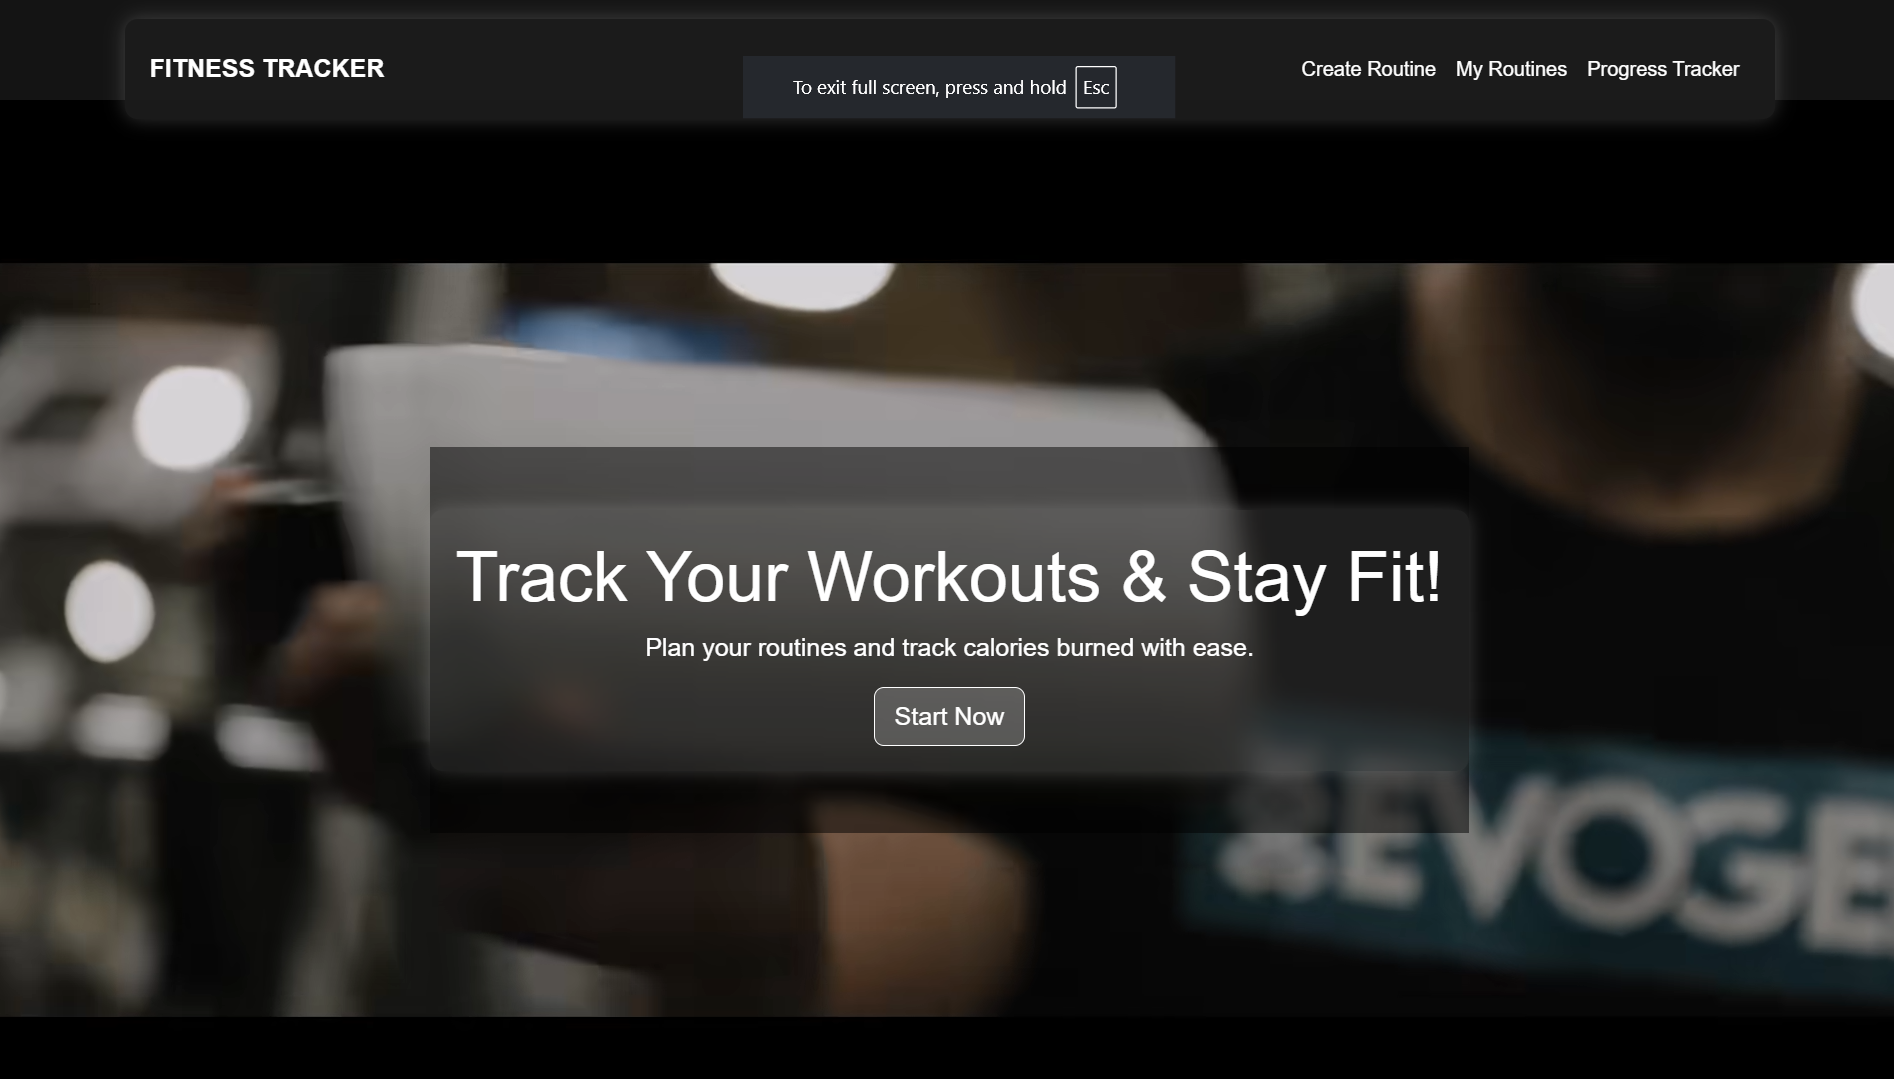 FITNESS TRACKER
To exit full screen, press and hold Esc
Create Routine
My Routines
Progress Tracker
Track Your Workouts & Stay Fit!
Plan your routines and track calories burned with ease.
Start Now
EVOGE